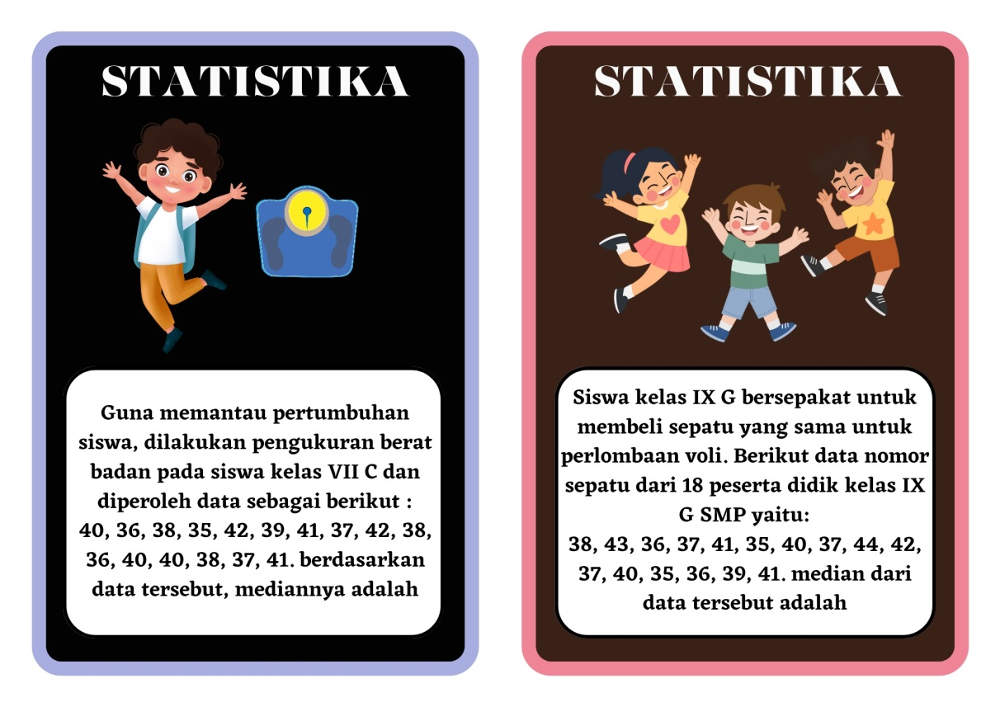 STATISTIKA
Guna memantau pertumbuhan
siswa, dilakukan pengukuran berat
badan pada siswa kelas VII C dan
diperoleh data sebagai berikut :
40, 36, 38, 35, 42, 39, 41, 37, 42, 38,
36, 40, 40, 38, 37, 41. berdasarkan
data tersebut, mediannya adalah
STATISTIKA
Siswa kelas IX G bersepakat untuk
membeli sepatu yang sama untuk
perlombaan voli. Berikut data nomor
sepatu dari 18 peserta didik kelas IX
G SMP yaitu:
38, 43, 36, 37, 41, 35, 40, 37, 44, 42,
37, 40, 35, 36, 39, 41. median dari
data tersebut adalah